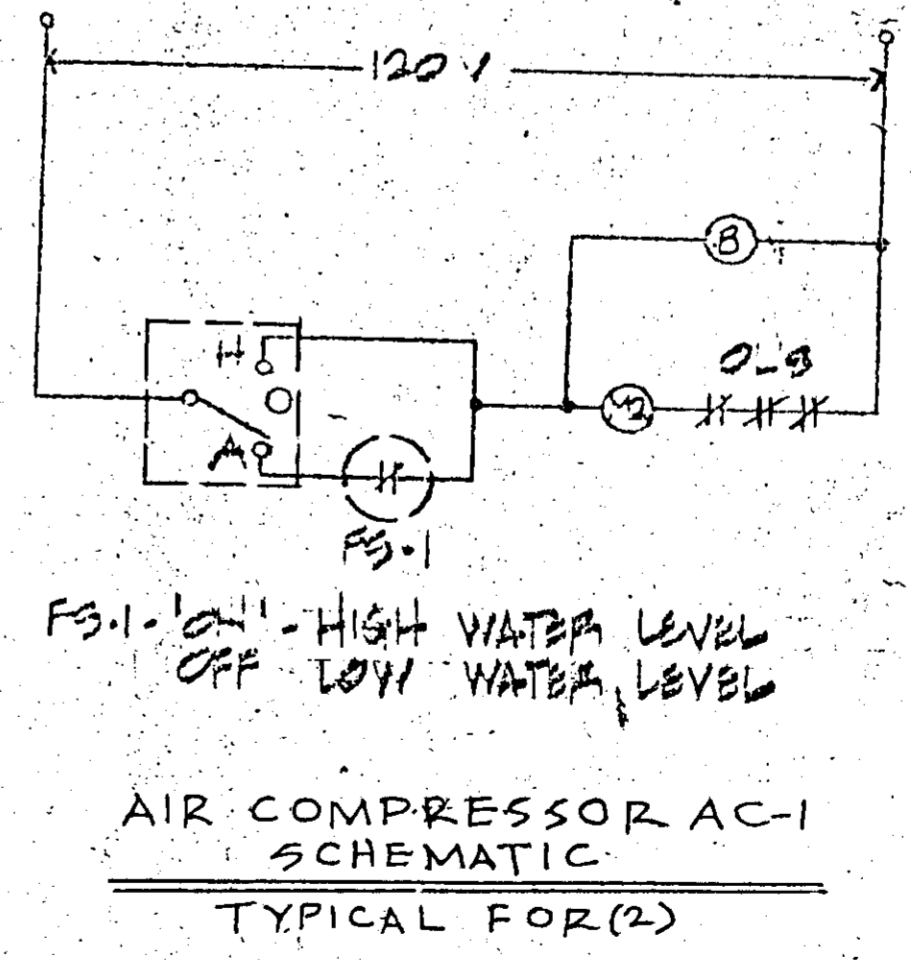 120 V
B
H
O
A
M2
O-L'S
FS-1
FS.1 - 'ON' - HIGH WATER LEVEL
OFF LOW WATER LEVEL
AIR COMPRESSOR AC-1
SCHEMATIC
TYPICAL FOR (2)